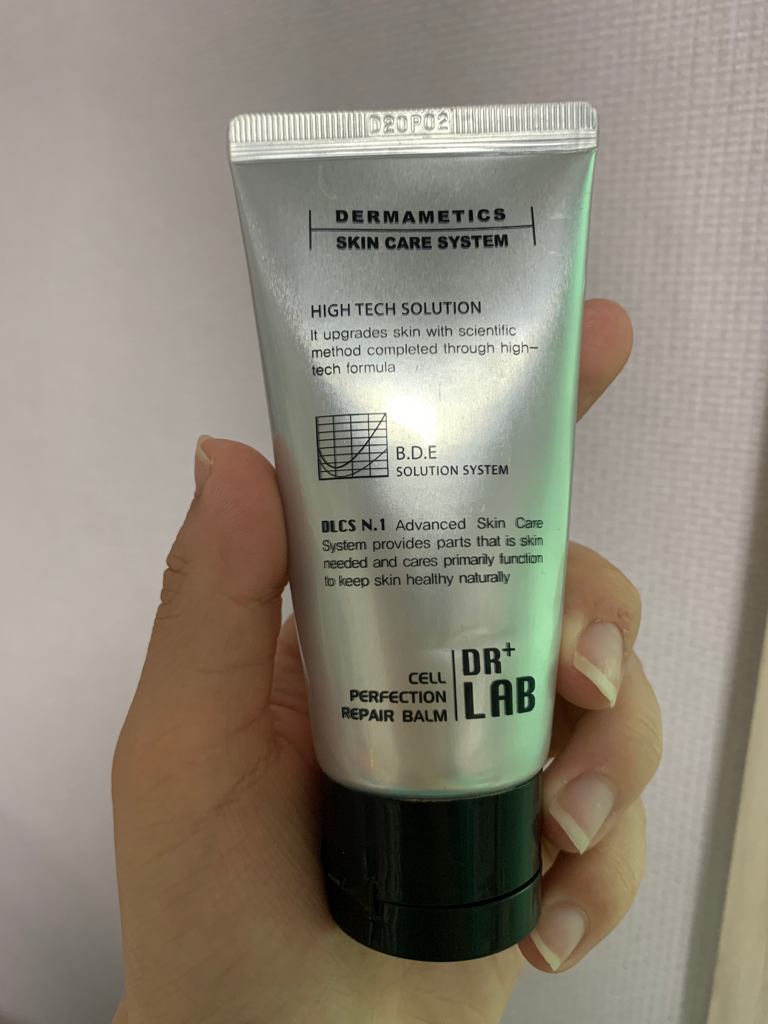 D20P02
DERMAMETICS
SKIN CARE SYSTEM
HIGH TECH SOLUTION
It upgrades skin with scientific
method completed through high-
tech formula
B.D.E
SOLUTION SYSTEM
DLCS N.1 Advanced Skin Care
System provides parts that is skin
needed and cares primarily function
to keep skin healthy naturally
CELL
PERFECTION
REPAIR BALM
DR+
LAB